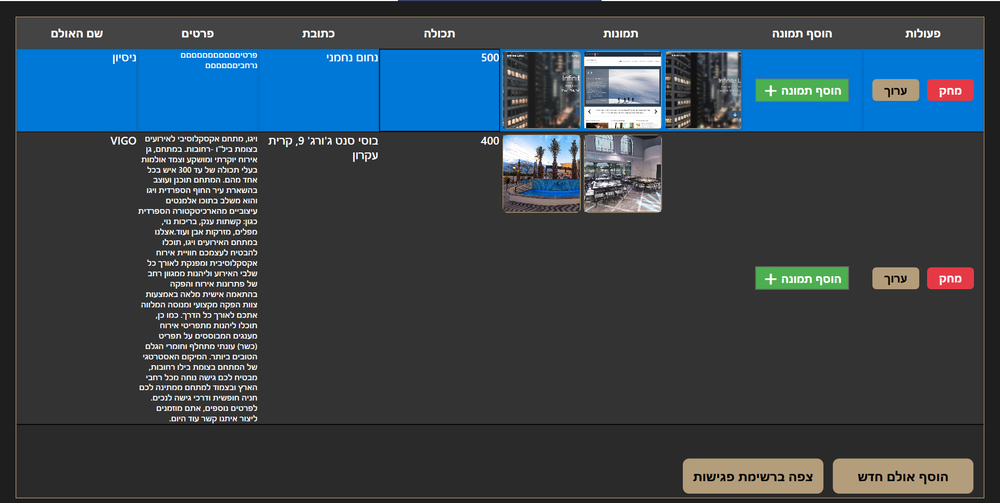 שם האולם
פרטים
כתובת
תכולה
תמונות
הוסף תמונה
פעולות
ניסיון
פרטיםםםםםםםםםםם
נרחביםםםםםם
נחום נחמני
500
Infinite Loop
Infinit
Infinite Loop
Infinite L
הוסף תמונה +
ערוך
מחק
VIGO
ויגו, מתחם אקסקלוסיבי לאירועים
בצומת ביל"ו -רחובות. במתחם, גן
אירוח יוקרתי ומושקע וצמד אולמות
בעלי תכולה של עד 300 איש בכל
אחד מהם. המתחם תוכנן ועוצב
בהשארת עיר החוף הספרדית ויגו
והוא משלב בתוכו אלמנטים
עיצוביים מהארכיטקטורה הספרדית
כגון: קשתות ענק, בריכות נוי,
מפלים, מזרקות אבן ועוד.אצלנו
במתחם האירועים ויגו, תוכלו
להבטיח לעצמכם חוויית אירוח
אקסקלוסיבית ומפנקת לאורך כל
שלבי האירוע וליהנות ממגוון רחב
של פתרונות אירוח והפקה
בהתאמה אישית מלאה באמצעות
צוות הפקה מקצועי ומנוסה המלווה
אתכם לאורך כל הדרך. כמו כן,
תוכלו ליהנות מתפריטי אירוח
מענגים המבוססים על תפריט
(כשר) עונתי מתחלף וחומרי הגלם
הטובים ביותר. המיקום האסטרטגי
של המתחם בצומת בילו רחובות,
מבטיח לכם גישה נוחה מכל רחבי
הארץ ובצמוד למתחם ממתינה לכם
חניה חופשית ודרכי גישה לנכים.
לפרטים נוספים, אתם מוזמנים
ליצור איתנו קשר עוד היום.
בוסי סנט ג'ורג' 9, קרית
עקרון
400
VIGO
הוסף תמונה +
ערוך
מחק
צפה ברשימת פגישות
הוסף אולם חדש